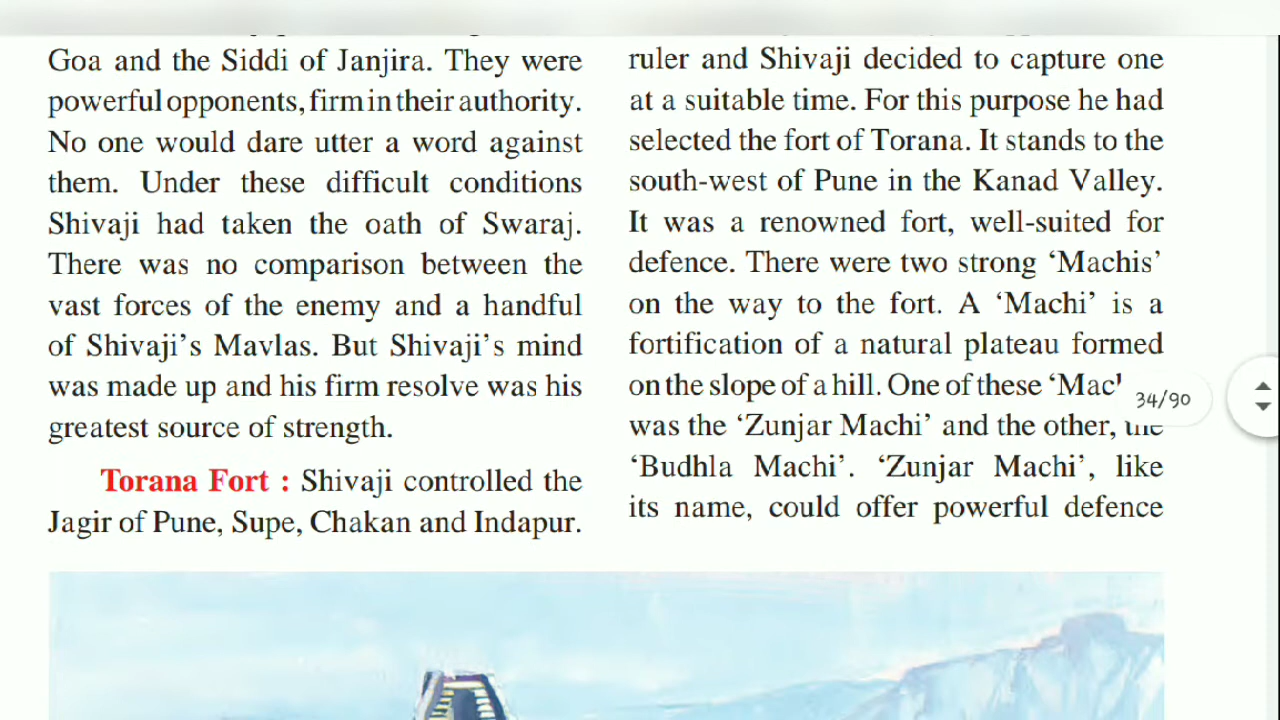 Goa and the Siddi of Janjira. They were
powerful opponents, firm in their authority.
No one would dare utter a word against
them. Under these difficult conditions
Shivaji had taken the oath of Swaraj.
There was no comparison between the
vast forces of the enemy and a handful
of Shivaji’s Mavlas. But Shivaji’s mind
was made up and his firm resolve was his
greatest source of strength.
Torana Fort : Shivaji controlled the
Jagir of Pune, Supe, Chakan and Indapur.
ruler and Shivaji decided to capture one
at a suitable time. For this purpose he had
selected the fort of Torana. It stands to the
south-west of Pune in the Kanad Valley.
It was a renowned fort, well-suited for
defence. There were two strong ‘Machis’
on the way to the fort. A ‘Machi’ is a
fortification of a natural plateau formed
on the slope of a hill. One of these
was the ‘Zunjar Machi’ and the other, the
‘Budhla Machi’. ‘Zunjar Machi’, like
its name, could offer powerful defence
34/90